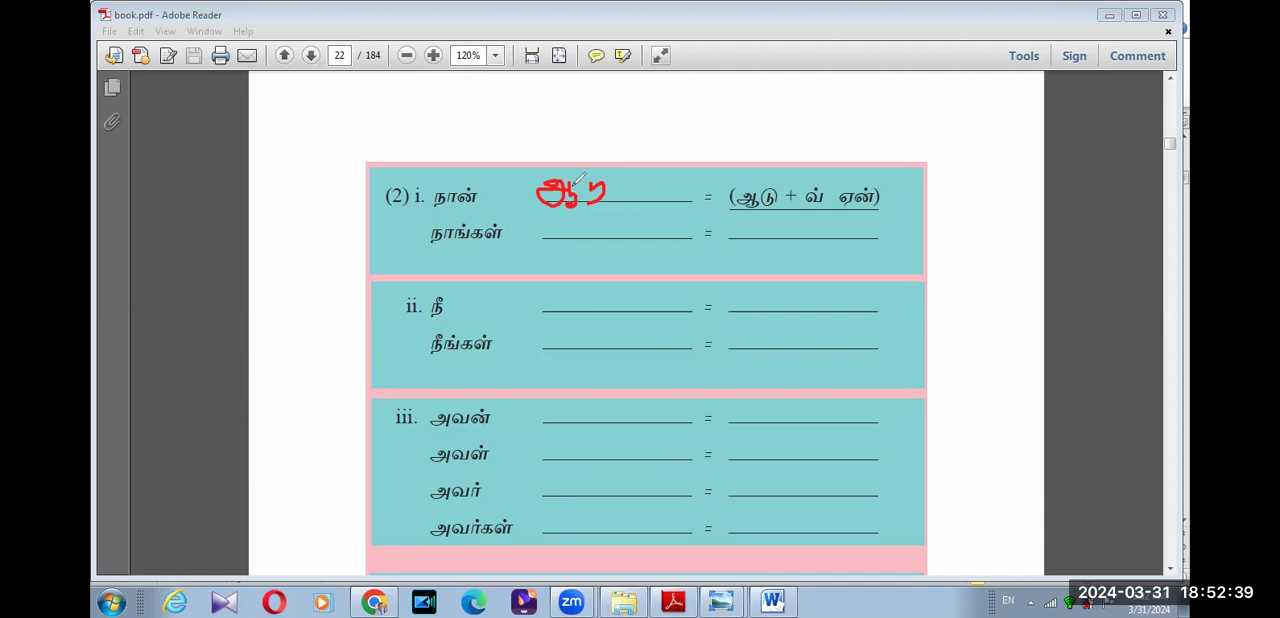 book.pdf - Adobe Reader
File Edit View Window Help
22 / 184 120% Tools Sign Comment
(2) i. நான் ஆ = (ஆடு + வ் ஏன்)
நாங்கள் =
ii. நீ =
நீங்கள் =
iii. அவன் =
அவள் =
அவர் =
அவர்கள் =
EN
2024-03-31 18:52:39
3/31/2024